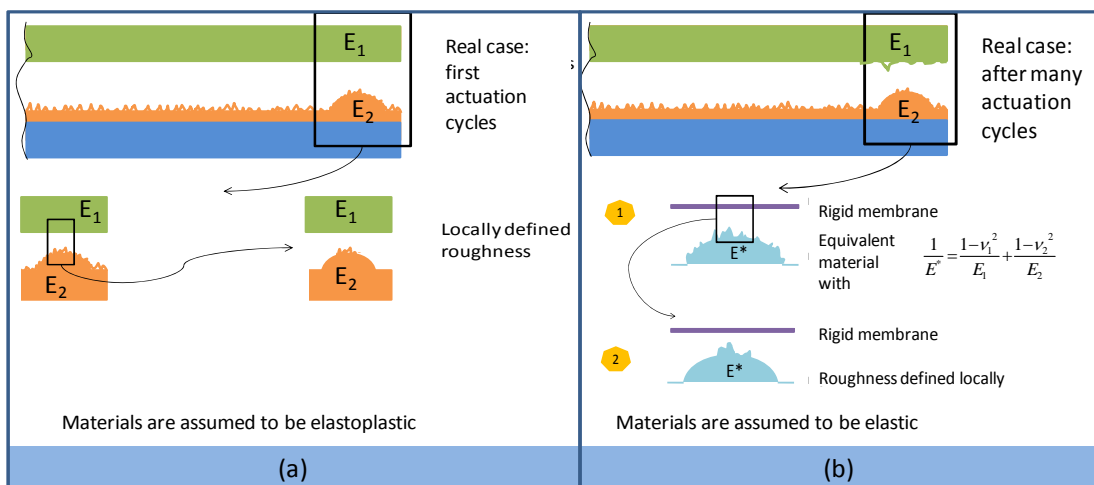 E₁
E₂
Real case:
first
actuation
cycles
E₁
E₂
E₁
E₂
Locally defined
roughness
Materials are assumed to be elastoplastic
(a)
s
E₁
E₂
Real case:
after many
actuation
cycles
1
Rigid membrane
E*
Equivalent
material
with
1/E* = (1−ν₁²)/E₁ + (1−ν₂²)/E₂
2
Rigid membrane
E*
Roughness defined locally
Materials are assumed to be elastic
(b)